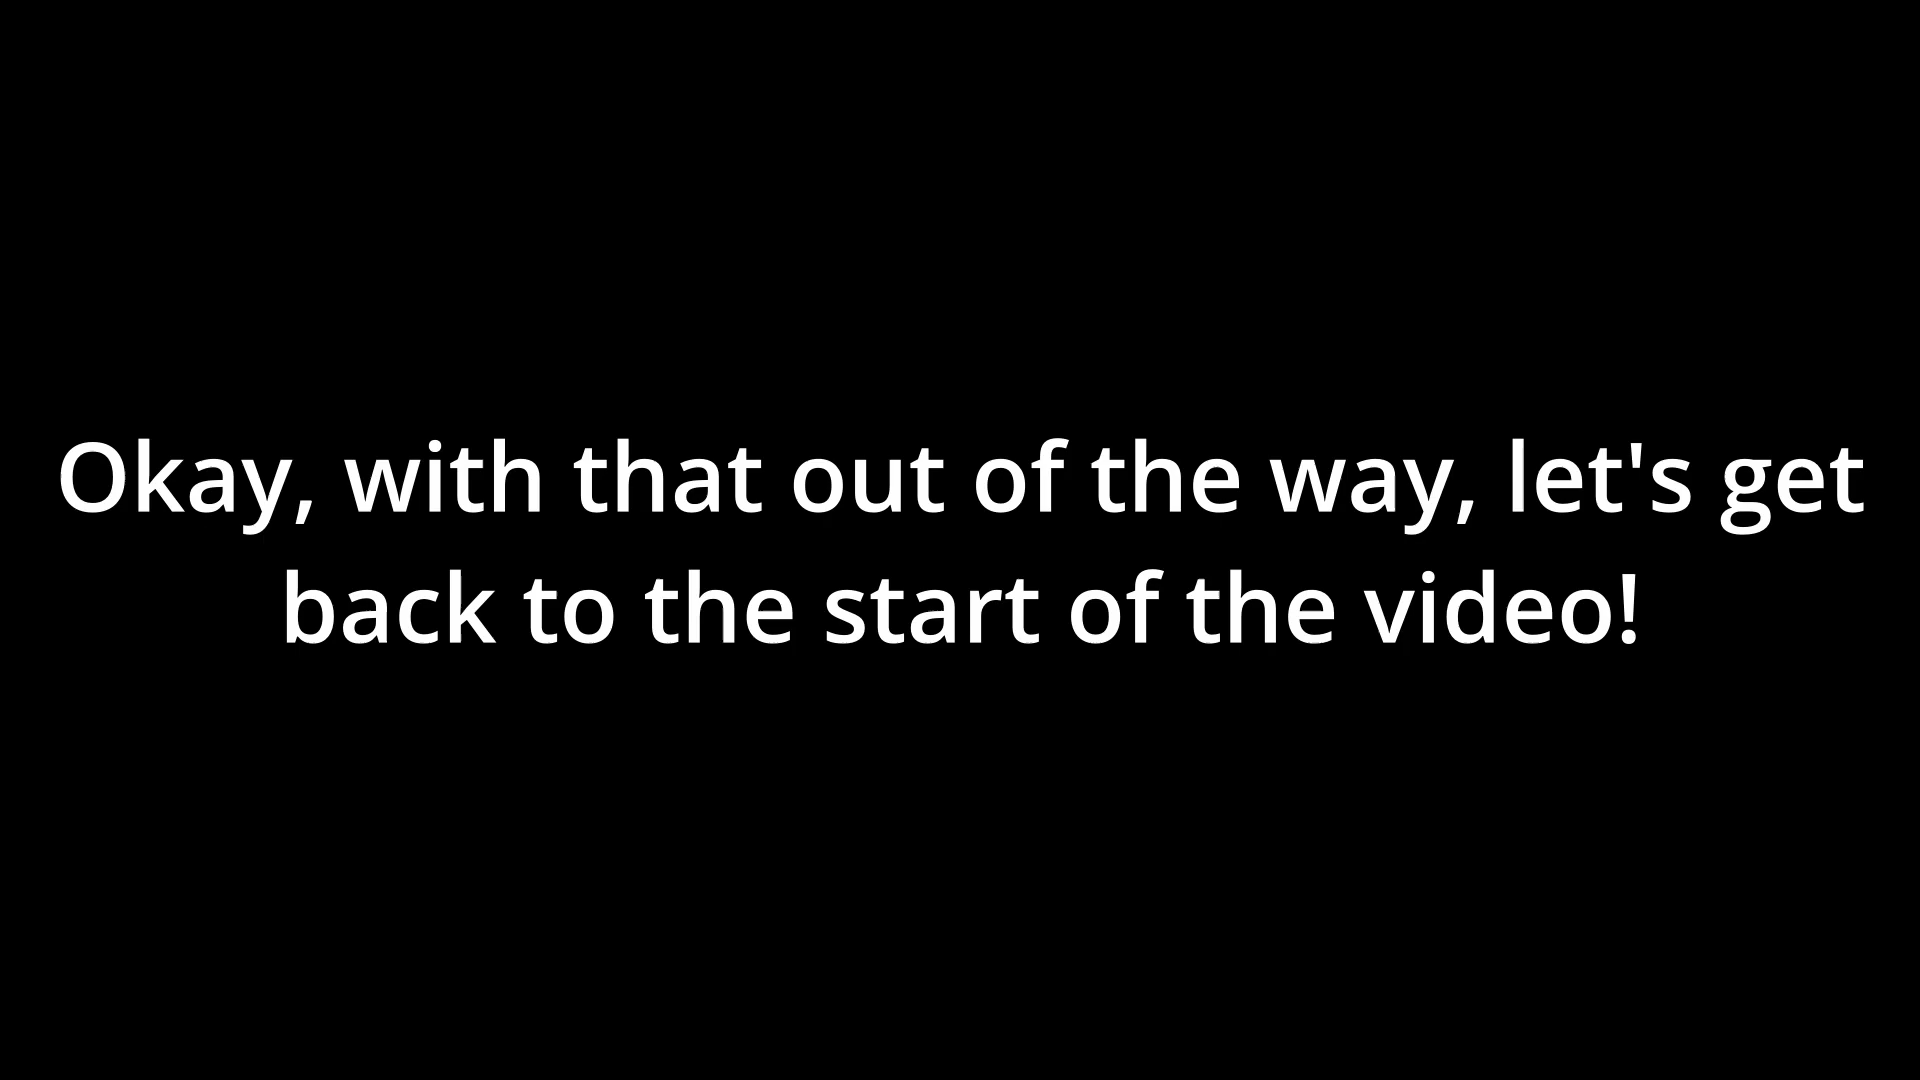 Okay, with that out of the way, let's get
back to the start of the video!